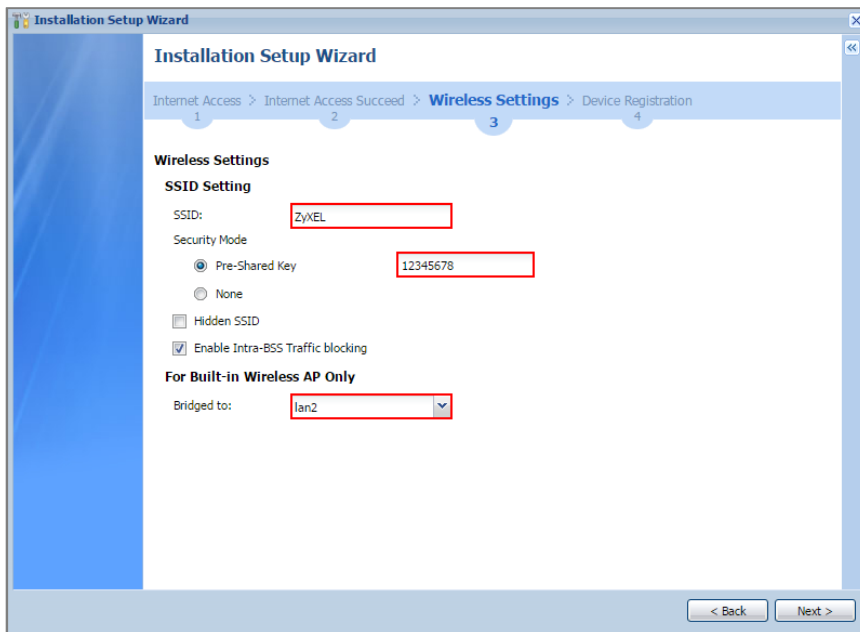 Installation Setup Wizard
Installation Setup Wizard
Internet Access > Internet Access Succeed > Wireless Settings > Device Registration
1 2 3 4
Wireless Settings
SSID Setting
SSID: ZyXEL
Security Mode
Pre-Shared Key 12345678
None
Hidden SSID
Enable Intra-BSS Traffic blocking
For Built-in Wireless AP Only
Bridged to: lan2
< Back Next >